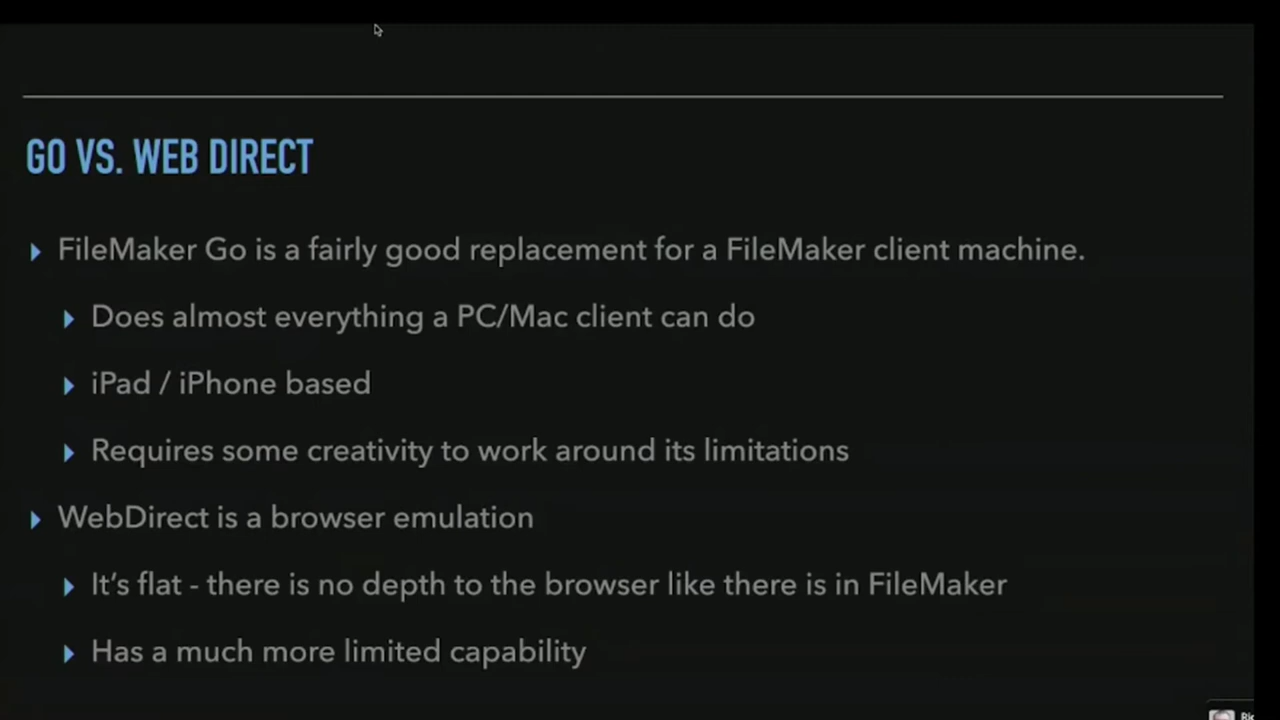 GO VS. WEB DIRECT
FileMaker Go is a fairly good replacement for a FileMaker client machine.
Does almost everything a PC/Mac client can do
iPad / iPhone based
Requires some creativity to work around its limitations
WebDirect is a browser emulation
It's flat - there is no depth to the browser like there is in FileMaker
Has a much more limited capability